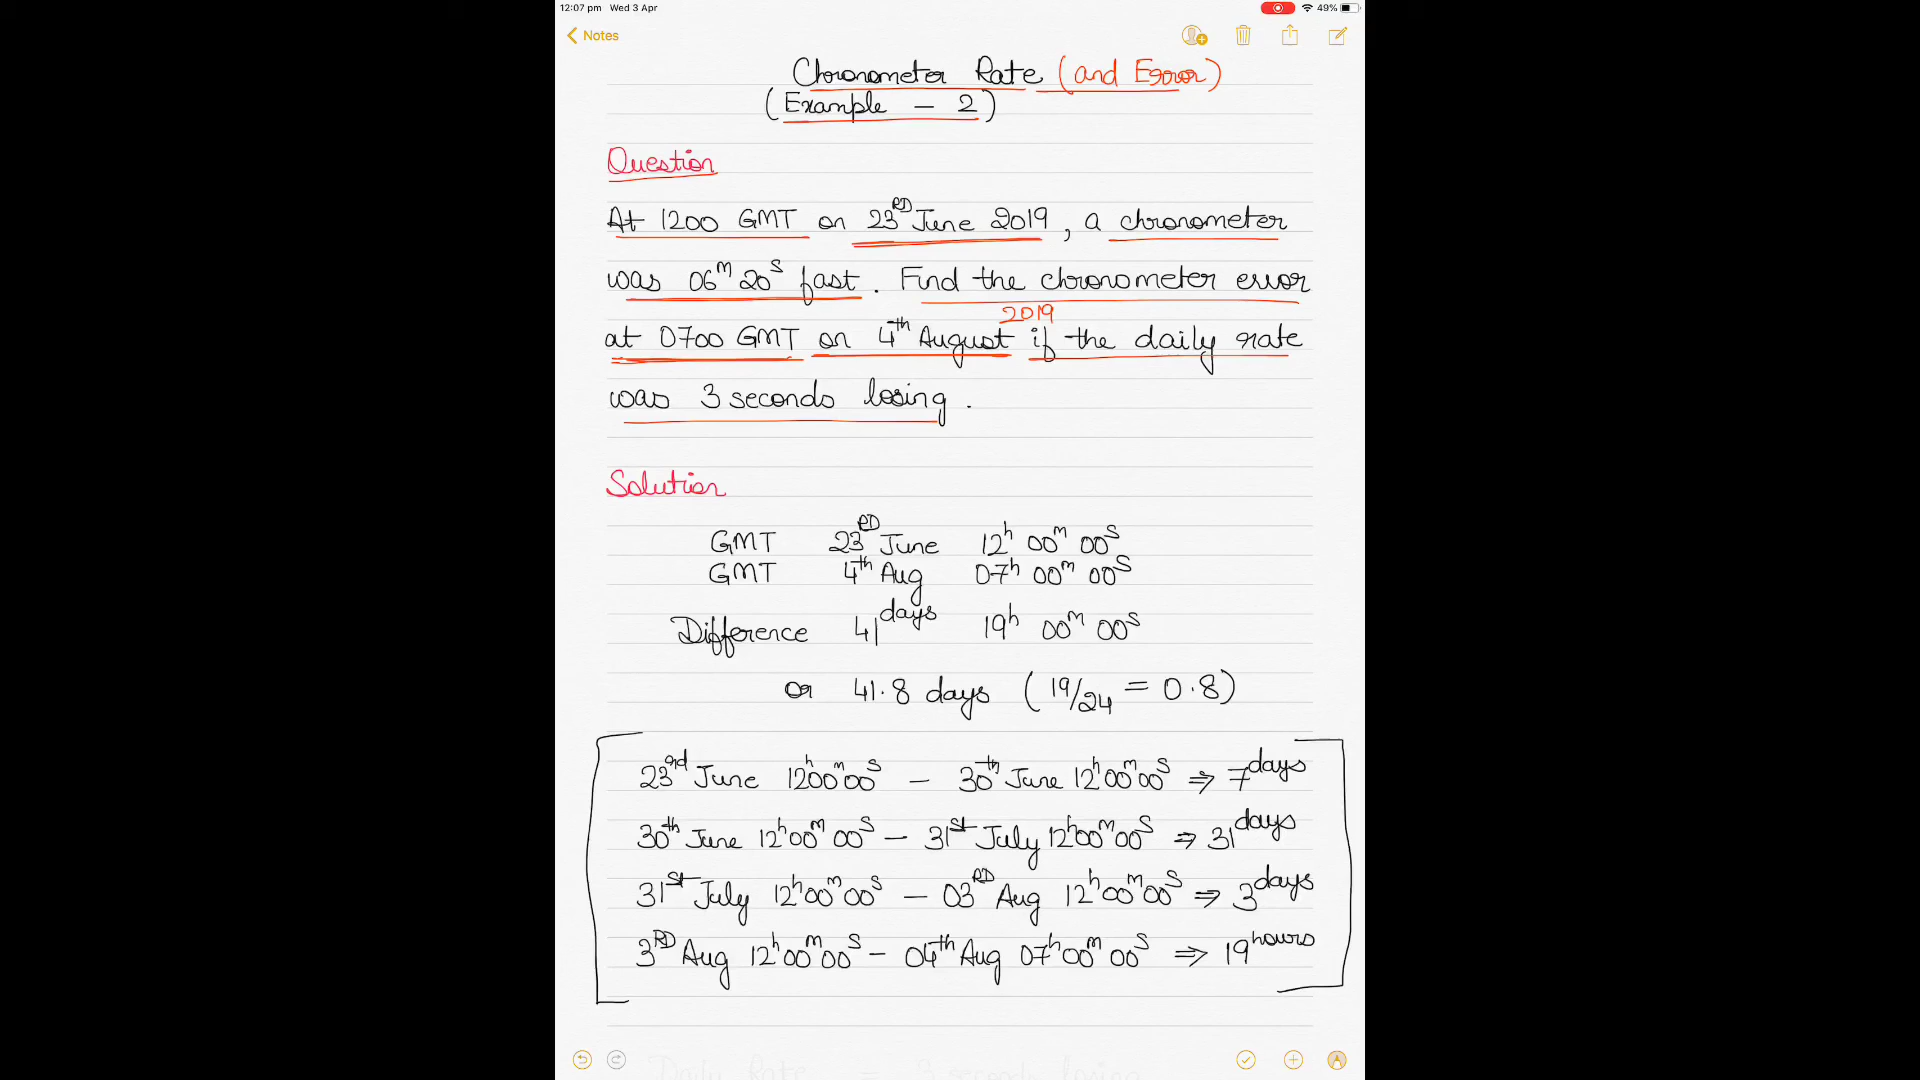 12:07 pm Wed 3 Apr
49%
Notes
Chronometer Rate (and Error)
(Example - 2)
Question
At 1200 GMT on 23RD June 2019, a chronometer
was 06m 20s fast. Find the chronometer error
2019
at 0700 GMT on 4th August if the daily rate
was 3 seconds losing.
Solution
GMT 23RD June 12h 00m 00s
GMT 4th Aug 07h 00m 00s
Difference 41days 19h 00m 00s
or 41.8 days (19/24 = 0.8)
23rd June 12h00m00s - 30th June 12h00m00s ⇒ 7days
30th June 12h00m00s - 31st July 12h00m00s ⇒ 31days
31st July 12h00m00s - 03RD Aug 12h00m00s ⇒ 3days
3RD Aug 12h00m00s - 04th Aug 07h00m00s ⇒ 19hours
Daily Rate = 3 seconds losing